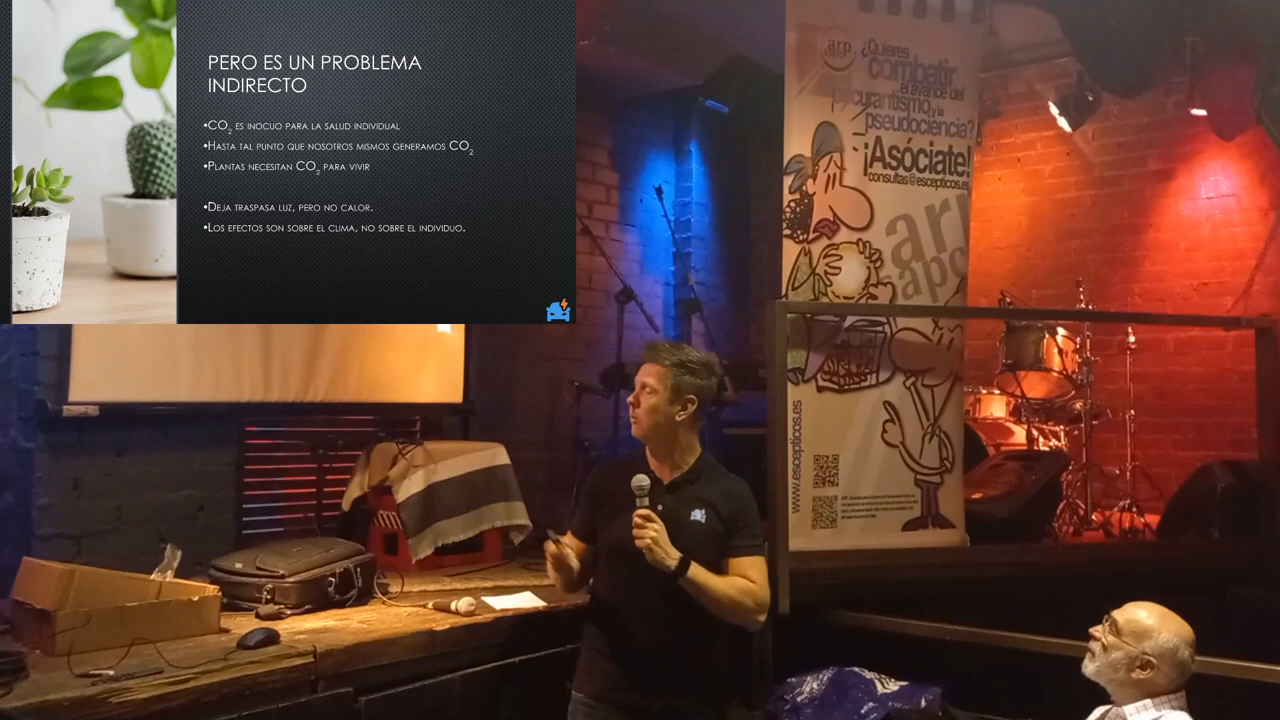 PERO ES UN PROBLEMA
INDIRECTO
•CO2 ES INOCUO PARA LA SALUD INDIVIDUAL
•HASTA TAL PUNTO QUE NOSOTROS MISMOS GENERAMOS CO2
•PLANTAS NECESITAN CO2 PARA VIVIR
•DEJA TRASPASA LUZ, PERO NO CALOR.
•LOS EFECTOS SON SOBRE EL CLIMA, NO SOBRE EL INDIVIDUO.
arp
¿Quieres
combatir
el avance del
curantismo y la
pseudociencia?
¡Asóciate!
consultas@escepticos.es
arp
sapc
www.escepticos.es